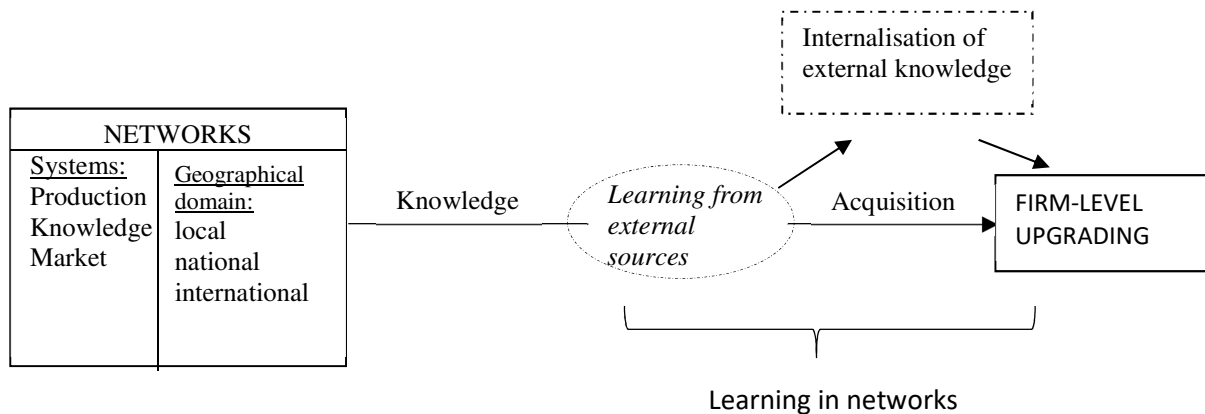 Internalisation of
external knowledge
NETWORKS
Systems:
Production
Knowledge
Market
Geographical
domain:
local
national
international
Knowledge
Learning from
external
sources
Acquisition
FIRM-LEVEL
UPGRADING
Learning in networks